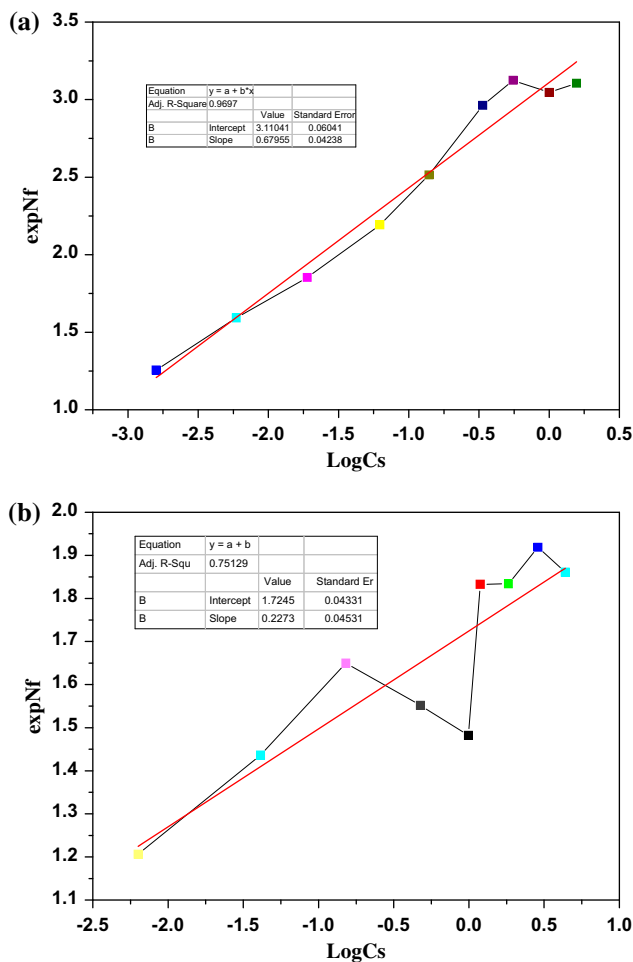 (a)
3.5
3.0
2.5
2.0
1.5
1.0
expNf
Equation y = a + b*x
Adj. R-Square 0.9697
Value Standard Error
B Intercept 3.11041 0.06041
B Slope 0.67955 0.04238
-3.0 -2.5 -2.0 -1.5 -1.0 -0.5 0.0 0.5
LogCs
(b)
2.0
1.9
1.8
1.7
1.6
1.5
1.4
1.3
1.2
1.1
expNf
Equation y = a + b
Adj. R-Squ 0.75129
Value Standard Er
B Intercept 1.7245 0.04331
B Slope 0.2273 0.04531
-2.5 -2.0 -1.5 -1.0 -0.5 0.0 0.5 1.0
LogCs